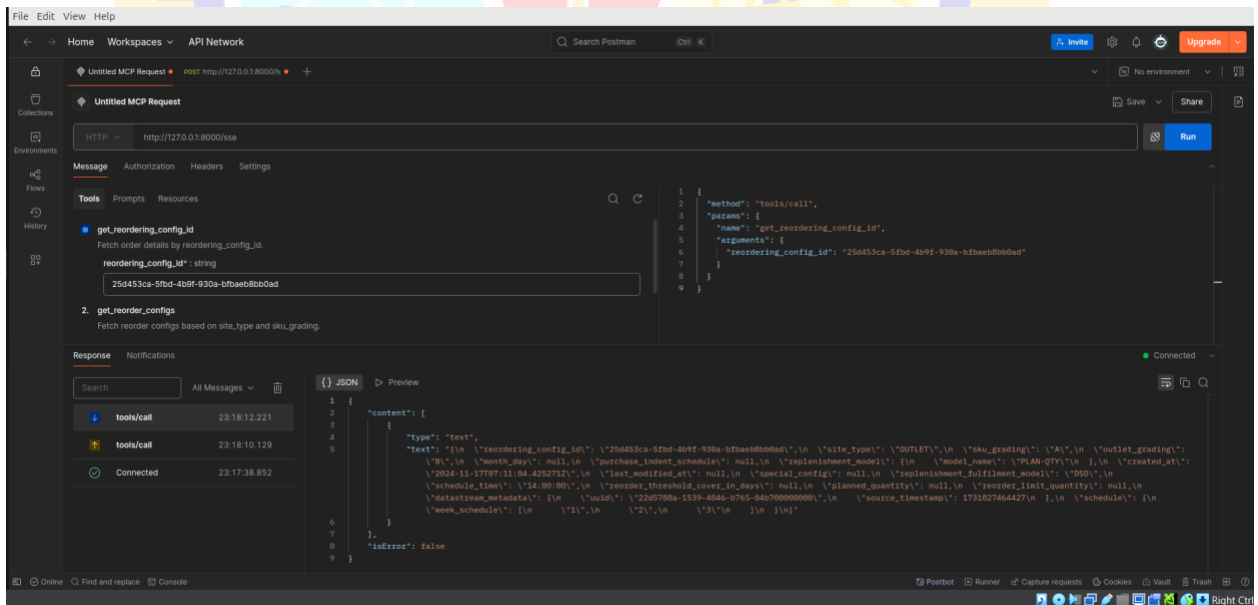 File Edit View Help
Home Workspaces API Network
Search Postman Ctrl K
Invite
Upgrade
Untitled MCP Request
POST http://127.0.0.1:8000/h
No environment
Collections
Environments
Flows
History
Untitled MCP Request
Save Share
HTTP http://127.0.0.1:8000/sse
Run
Message Authorization Headers Settings
Tools Prompts Resources
get_reordering_config_id
Fetch order details by reordering_config_id.
reordering_config_id* : string
25d453ca-5fbd-4b9f-930a-bfbaeb8bb0ad
2. get_reorder_configs
Fetch reorder configs based on site_type and sku_grading.
1 {
2 "method": "tools/call",
3 "params": {
4 "name": "get_reordering_config_id",
5 "arguments": {
6 "reordering_config_id": "25d453ca-5fbd-4b9f-930a-bfbaeb8bb0ad"
7 }
8 }
9 }
Response Notifications
Connected
Search
All Messages
tools/call 23:18:12.221
tools/call 23:18:10.129
Connected 23:17:38.852
{} JSON Preview
1 {
2 "content": [
3 {
4 "type": "text",
5 "text": "{\n \"reordering_config_id\": \"25d453ca-5fbd-4b9f-930a-bfbaeb8bb0ad\",\n \"site_type\": \"OUTLET\",\n \"sku_grading\": \"A\",\n \"outlet_grading\":
\"B\",\n \"month_day\": null,\n \"purchase_indent_schedule\": null,\n \"replenishment_model\": {\n \"model_name\": \"PLAN-QTY\"\n },\n \"created_at\":
\"2024-11-17T07:11:04.425271Z\",\n \"last_modified_at\": null,\n \"special_config\": null,\n \"replenishment_fulfilment_model\": \"DSD\",\n
\"schedule_time\": \"14:00:00\",\n \"reorder_threshold_cover_in_days\": null,\n \"planned_quantity\": null,\n \"reorder_limit_quantity\": null,\n
\"datastream_metadata\": {\n \"uuid\": \"22d5788a-1539-4046-b765-04b700000000\",\n \"source_timestamp\": 1731827464427\n },\n \"schedule\": {\n
\"week_schedule\": [\n \"1\",\n \"2\",\n \"3\"\n ]\n }\n}"
6 }
7 ],
8 "isError": false
9 }
Online Find and replace Console
Postbot Runner Capture requests Cookies Vault Trash
Right Ctrl